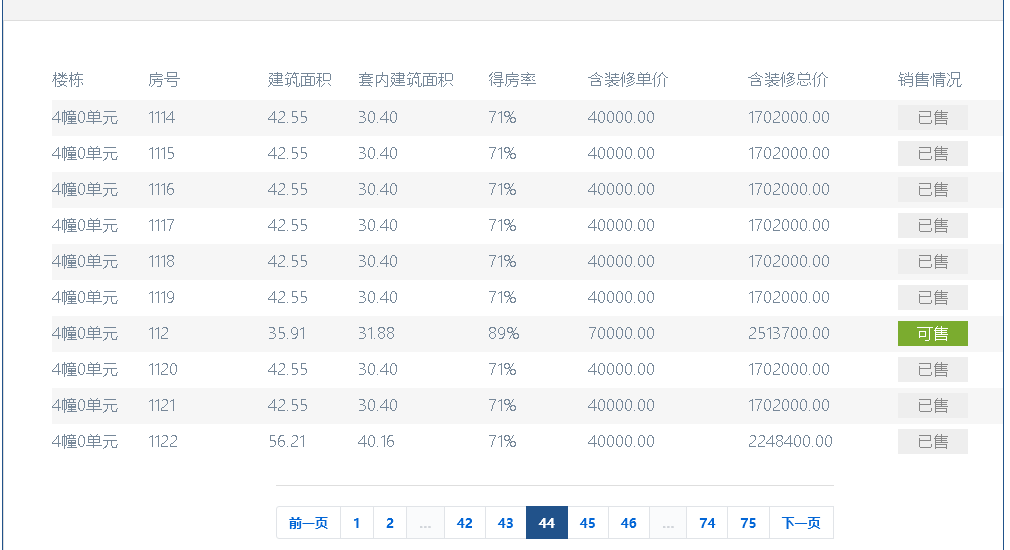 楼栋 房号 建筑面积 套内建筑面积 得房率 含装修单价 含装修总价 销售情况
4幢0单元 1114 42.55 30.40 71% 40000.00 1702000.00 已售
4幢0单元 1115 42.55 30.40 71% 40000.00 1702000.00 已售
4幢0单元 1116 42.55 30.40 71% 40000.00 1702000.00 已售
4幢0单元 1117 42.55 30.40 71% 40000.00 1702000.00 已售
4幢0单元 1118 42.55 30.40 71% 40000.00 1702000.00 已售
4幢0单元 1119 42.55 30.40 71% 40000.00 1702000.00 已售
4幢0单元 112 35.91 31.88 89% 70000.00 2513700.00 可售
4幢0单元 1120 42.55 30.40 71% 40000.00 1702000.00 已售
4幢0单元 1121 42.55 30.40 71% 40000.00 1702000.00 已售
4幢0单元 1122 56.21 40.16 71% 40000.00 2248400.00 已售
前一页 1 2 ... 42 43 44 45 46 ... 74 75 下一页